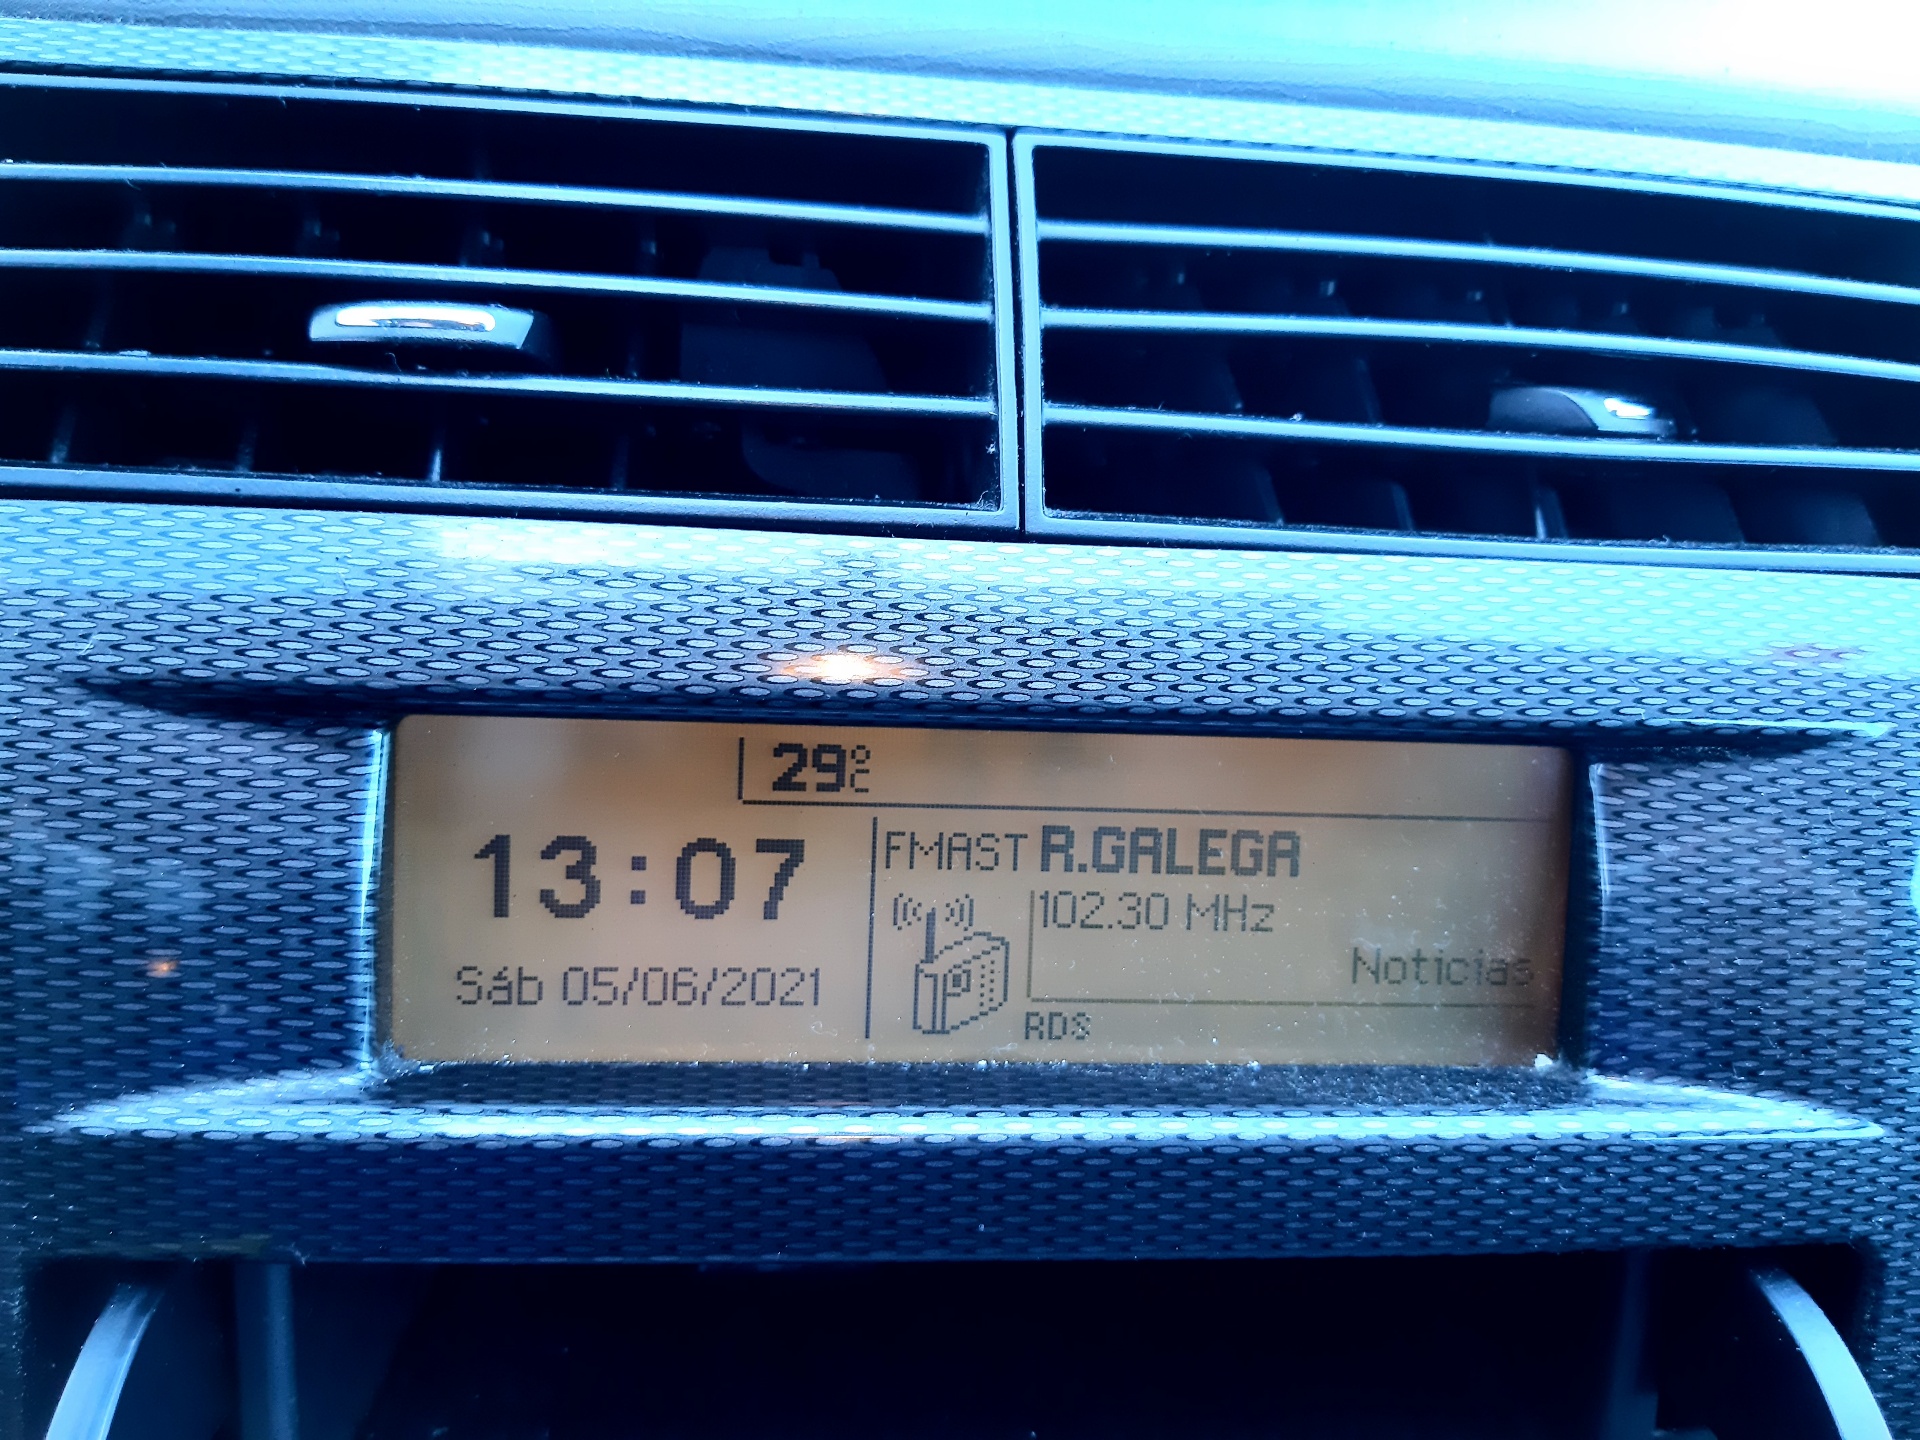 29°C
13:07
Sáb 05/06/2021
FMAST R.GALEGA
102.30 MHz
Noticias
RDS